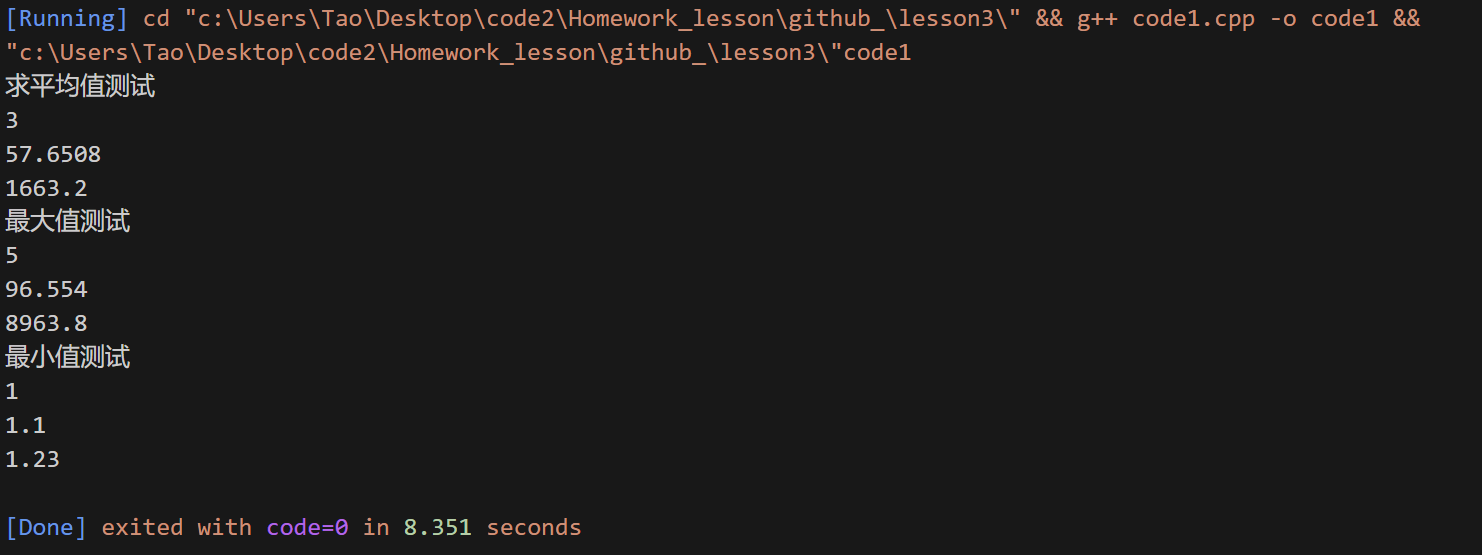 [Running] cd "c:\Users\Tao\Desktop\code2\Homework_lesson\github_\lesson3\" && g++ code1.cpp -o code1 &&
"c:\Users\Tao\Desktop\code2\Homework_lesson\github_\lesson3\"code1
求平均值测试
3
57.6508
1663.2
最大值测试
5
96.554
8963.8
最小值测试
1
1.1
1.23
[Done] exited with code=0 in 8.351 seconds